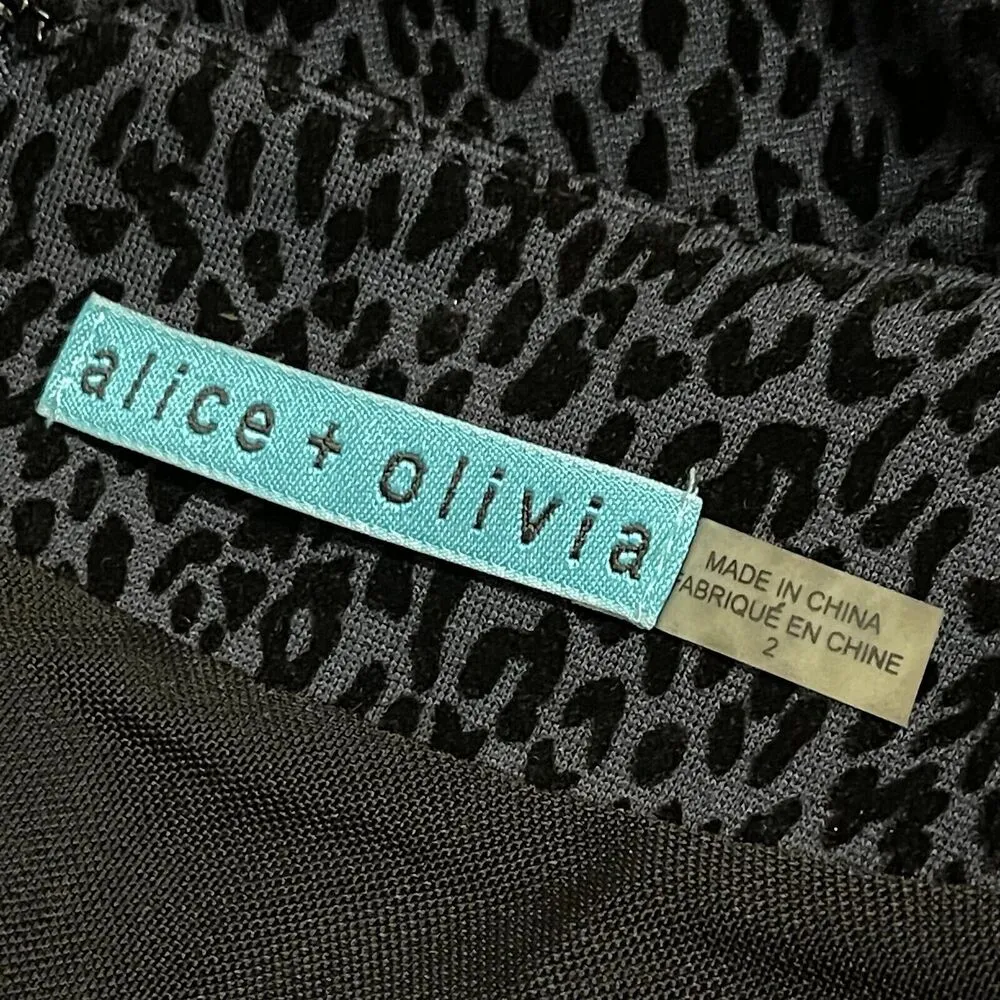 alice + olivia
MADE IN CHINA
FABRIQUÉ EN CHINE
2